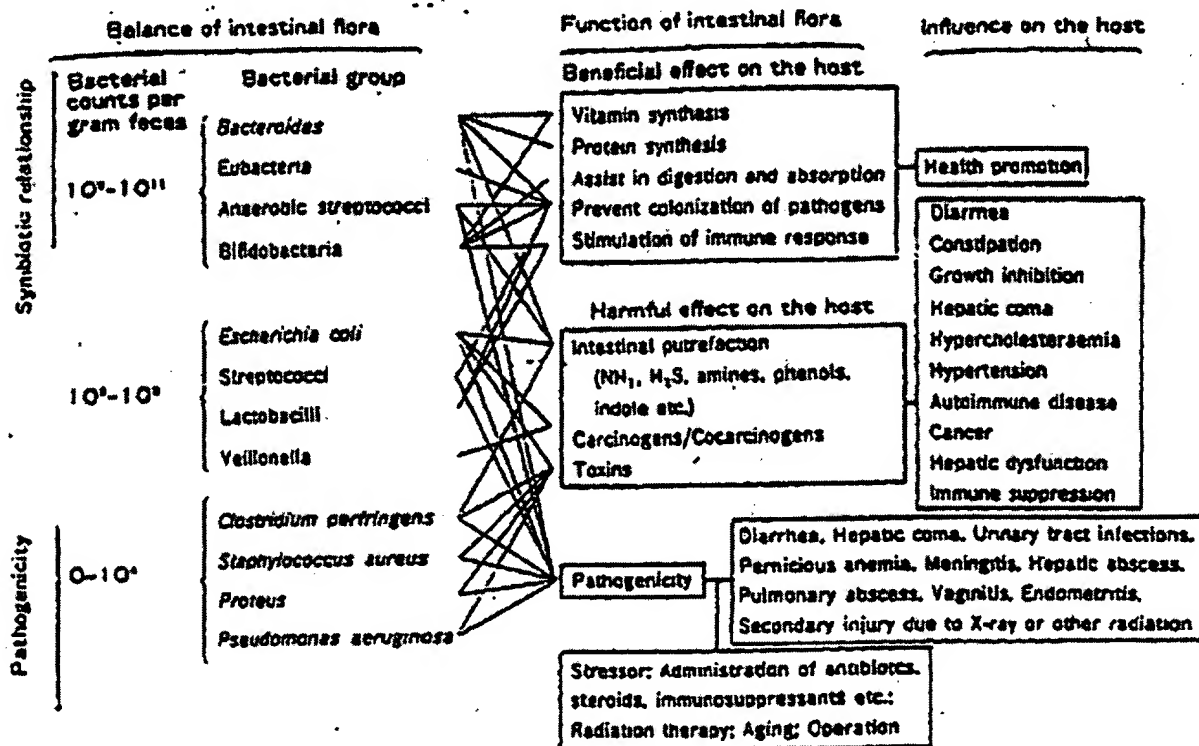 Balance of intestinal flora
Function of intestinal flora
Influence on the host
Symbiotic relationship
Bacterial
counts per
gram feces
Bacterial group
10⁹-10¹¹
Bacteroides
Eubacteria
Anaerobic streptococci
Bifidobacteria
Escherichia coli
Streptococci
Lactobacilli
Veillonella
Pathogenicity
0-10⁴
Clostridium perfringens
Staphylococcus aureus
Proteus
Pseudomonas aeruginosa
Beneficial effect on the host
Vitamin synthesis
Protein synthesis
Assist in digestion and absorption
Prevent colonization of pathogens
Stimulation of immune response
Harmful effect on the host
Intestinal putrefaction
(NH₃, H₂S, amines, phenols,
indole etc.)
Carcinogens/Cocarcinogens
Toxins
Pathogenicity
Stressor: Administration of antibiotes,
steroids, immunosuppressants etc.;
Radiation therapy; Aging; Operation
Health promotion
Diarrhea
Constipation
Growth inhibition
Hepatic coma
Hypercholesteraemia
Hypertension
Autoimmune disease
Cancer
Hepatic dysfunction
Immune suppression
Diarrhea, Hepatic coma, Urinary tract infections,
Pernicious anemia, Meningitis, Hepatic abscess,
Pulmonary abscess, Vaginitis, Endometritis,
Secondary injury due to X-ray or other radiation